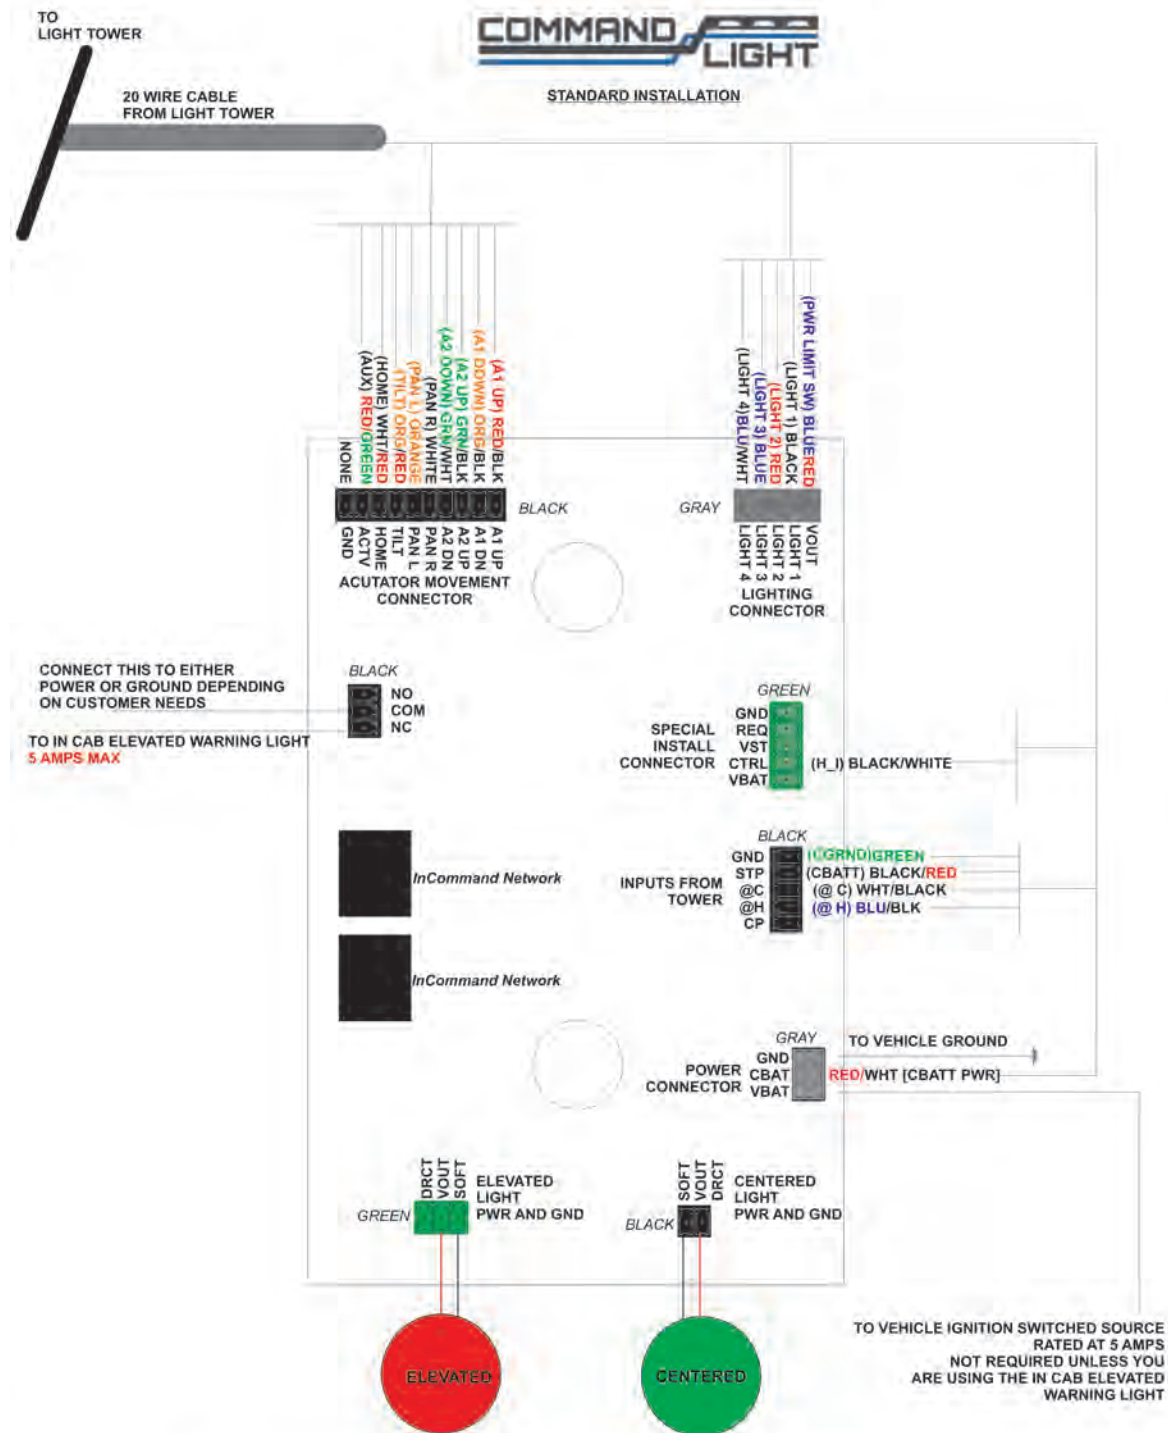 TO
LIGHT TOWER
COMMAND
LIGHT
20 WIRE CABLE
FROM LIGHT TOWER
STANDARD INSTALLATION
NONE
(AUX) RED/GREEN
(HOME) WHT/RED
(TILT) ORG/RED
(PAN L) ORANGE
(PAN R) WHITE
(A2 DOWN) GRN/WHT
(A2 UP) GRN/BLK
(A1 DOWN) ORG/BLK
(A1 UP) RED/BLK
(LIGHT 4)BLU/WHT
(LIGHT 3) BLUE
(LIGHT 2) RED
(LIGHT 1) BLACK
(PWR LIMIT SW) BLUERED
BLACK
GRAY
GND
ACTV
HOME
TILT
PAN L
PAN R
A2 DN
A2 UP
A1 DN
A1 UP
LIGHT 4
LIGHT 3
LIGHT 2
LIGHT 1
VOUT
ACUTATOR MOVEMENT
CONNECTOR
LIGHTING
CONNECTOR
CONNECT THIS TO EITHER
POWER OR GROUND DEPENDING
ON CUSTOMER NEEDS
BLACK
NO
COM
NC
TO IN CAB ELEVATED WARNING LIGHT
5 AMPS MAX
GREEN
SPECIAL
INSTALL
CONNECTOR
GND
REQ
VST
CTRL
VBAT
(H_I) BLACK/WHITE
BLACK
INPUTS FROM
TOWER
GND
STP
@C
@H
CP
(CGRND)GREEN
(CBATT) BLACK/RED
(@ C) WHT/BLACK
(@ H) BLU/BLK
InCommand Network
InCommand Network
GRAY
TO VEHICLE GROUND
POWER
CONNECTOR
GND
CBAT
VBAT
RED/WHT [CBATT PWR]
DRCT
VOUT
SOFT
ELEVATED
LIGHT
PWR AND GND
GREEN
SOFT
VOUT
DRCT
CENTERED
LIGHT
PWR AND GND
BLACK
ELEVATED
CENTERED
TO VEHICLE IGNITION SWITCHED SOURCE
RATED AT 5 AMPS
NOT REQUIRED UNLESS YOU
ARE USING THE IN CAB ELEVATED
WARNING LIGHT